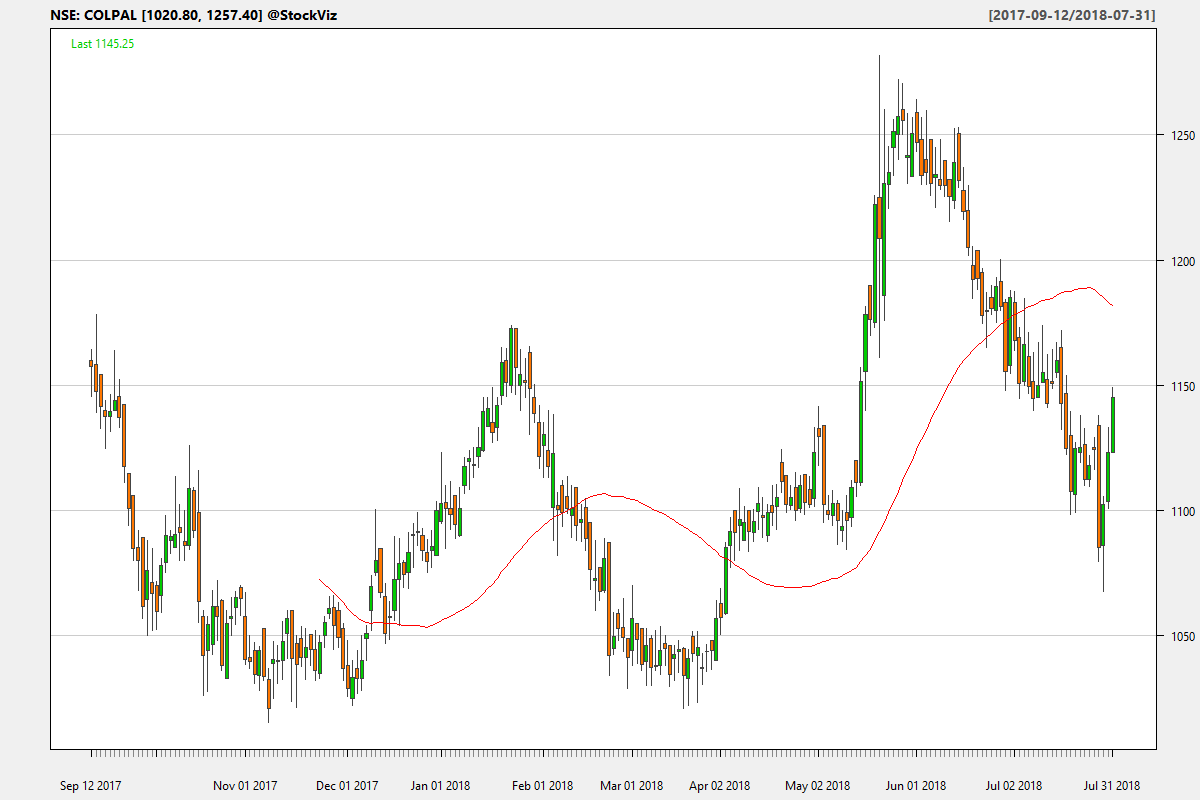 NSE: COLPAL [1020.80, 1257.40] @StockViz [2017-09-12/2018-07-31]
Last 1145.25
1250
1200
1150
1100
1050
Sep 12 2017 Nov 01 2017 Dec 01 2017 Jan 01 2018 Feb 01 2018 Mar 01 2018 Apr 02 2018 May 02 2018 Jun 01 2018 Jul 02 2018 Jul 31 2018